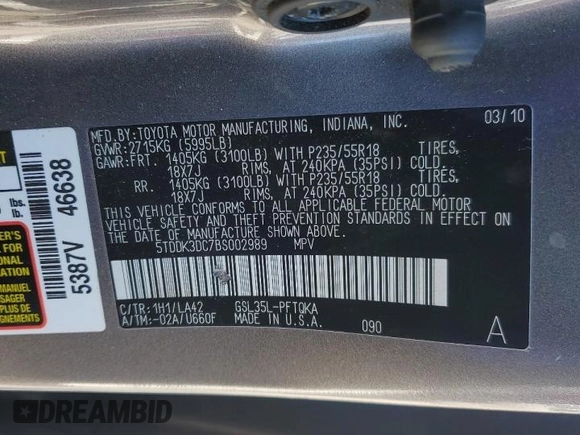 MFD.BY:TOYOTA MOTOR MANUFACTURING, INDIANA, INC. 03/10
GVWR:2715KG (5995LB)
GAWR:FRT. 1405KG (3100LB) WITH P235/55R18 TIRES,
18X7J RIMS, AT 240KPA (35PSI) COLD.
RR. 1405KG (3100LB) WITH P235/55R18 TIRES,
18X7J RIMS, AT 240KPA (35PSI) COLD.
THIS VEHICLE CONFORMS TO ALL APPLICABLE FEDERAL MOTOR
VEHICLE SAFETY AND THEFT PREVENTION STANDARDS IN EFFECT
ON THE DATE OF MANUFACTURE SHOWN ABOVE.
5TDDK3DC7BS002989 MPV
C/TR:1H1/LA42 GSL35L-PFTQKA
A/TM:-02A/U660F MADE IN U.S.A. 090 A
lbs.
lb.
5387V 46638
DREAMBID